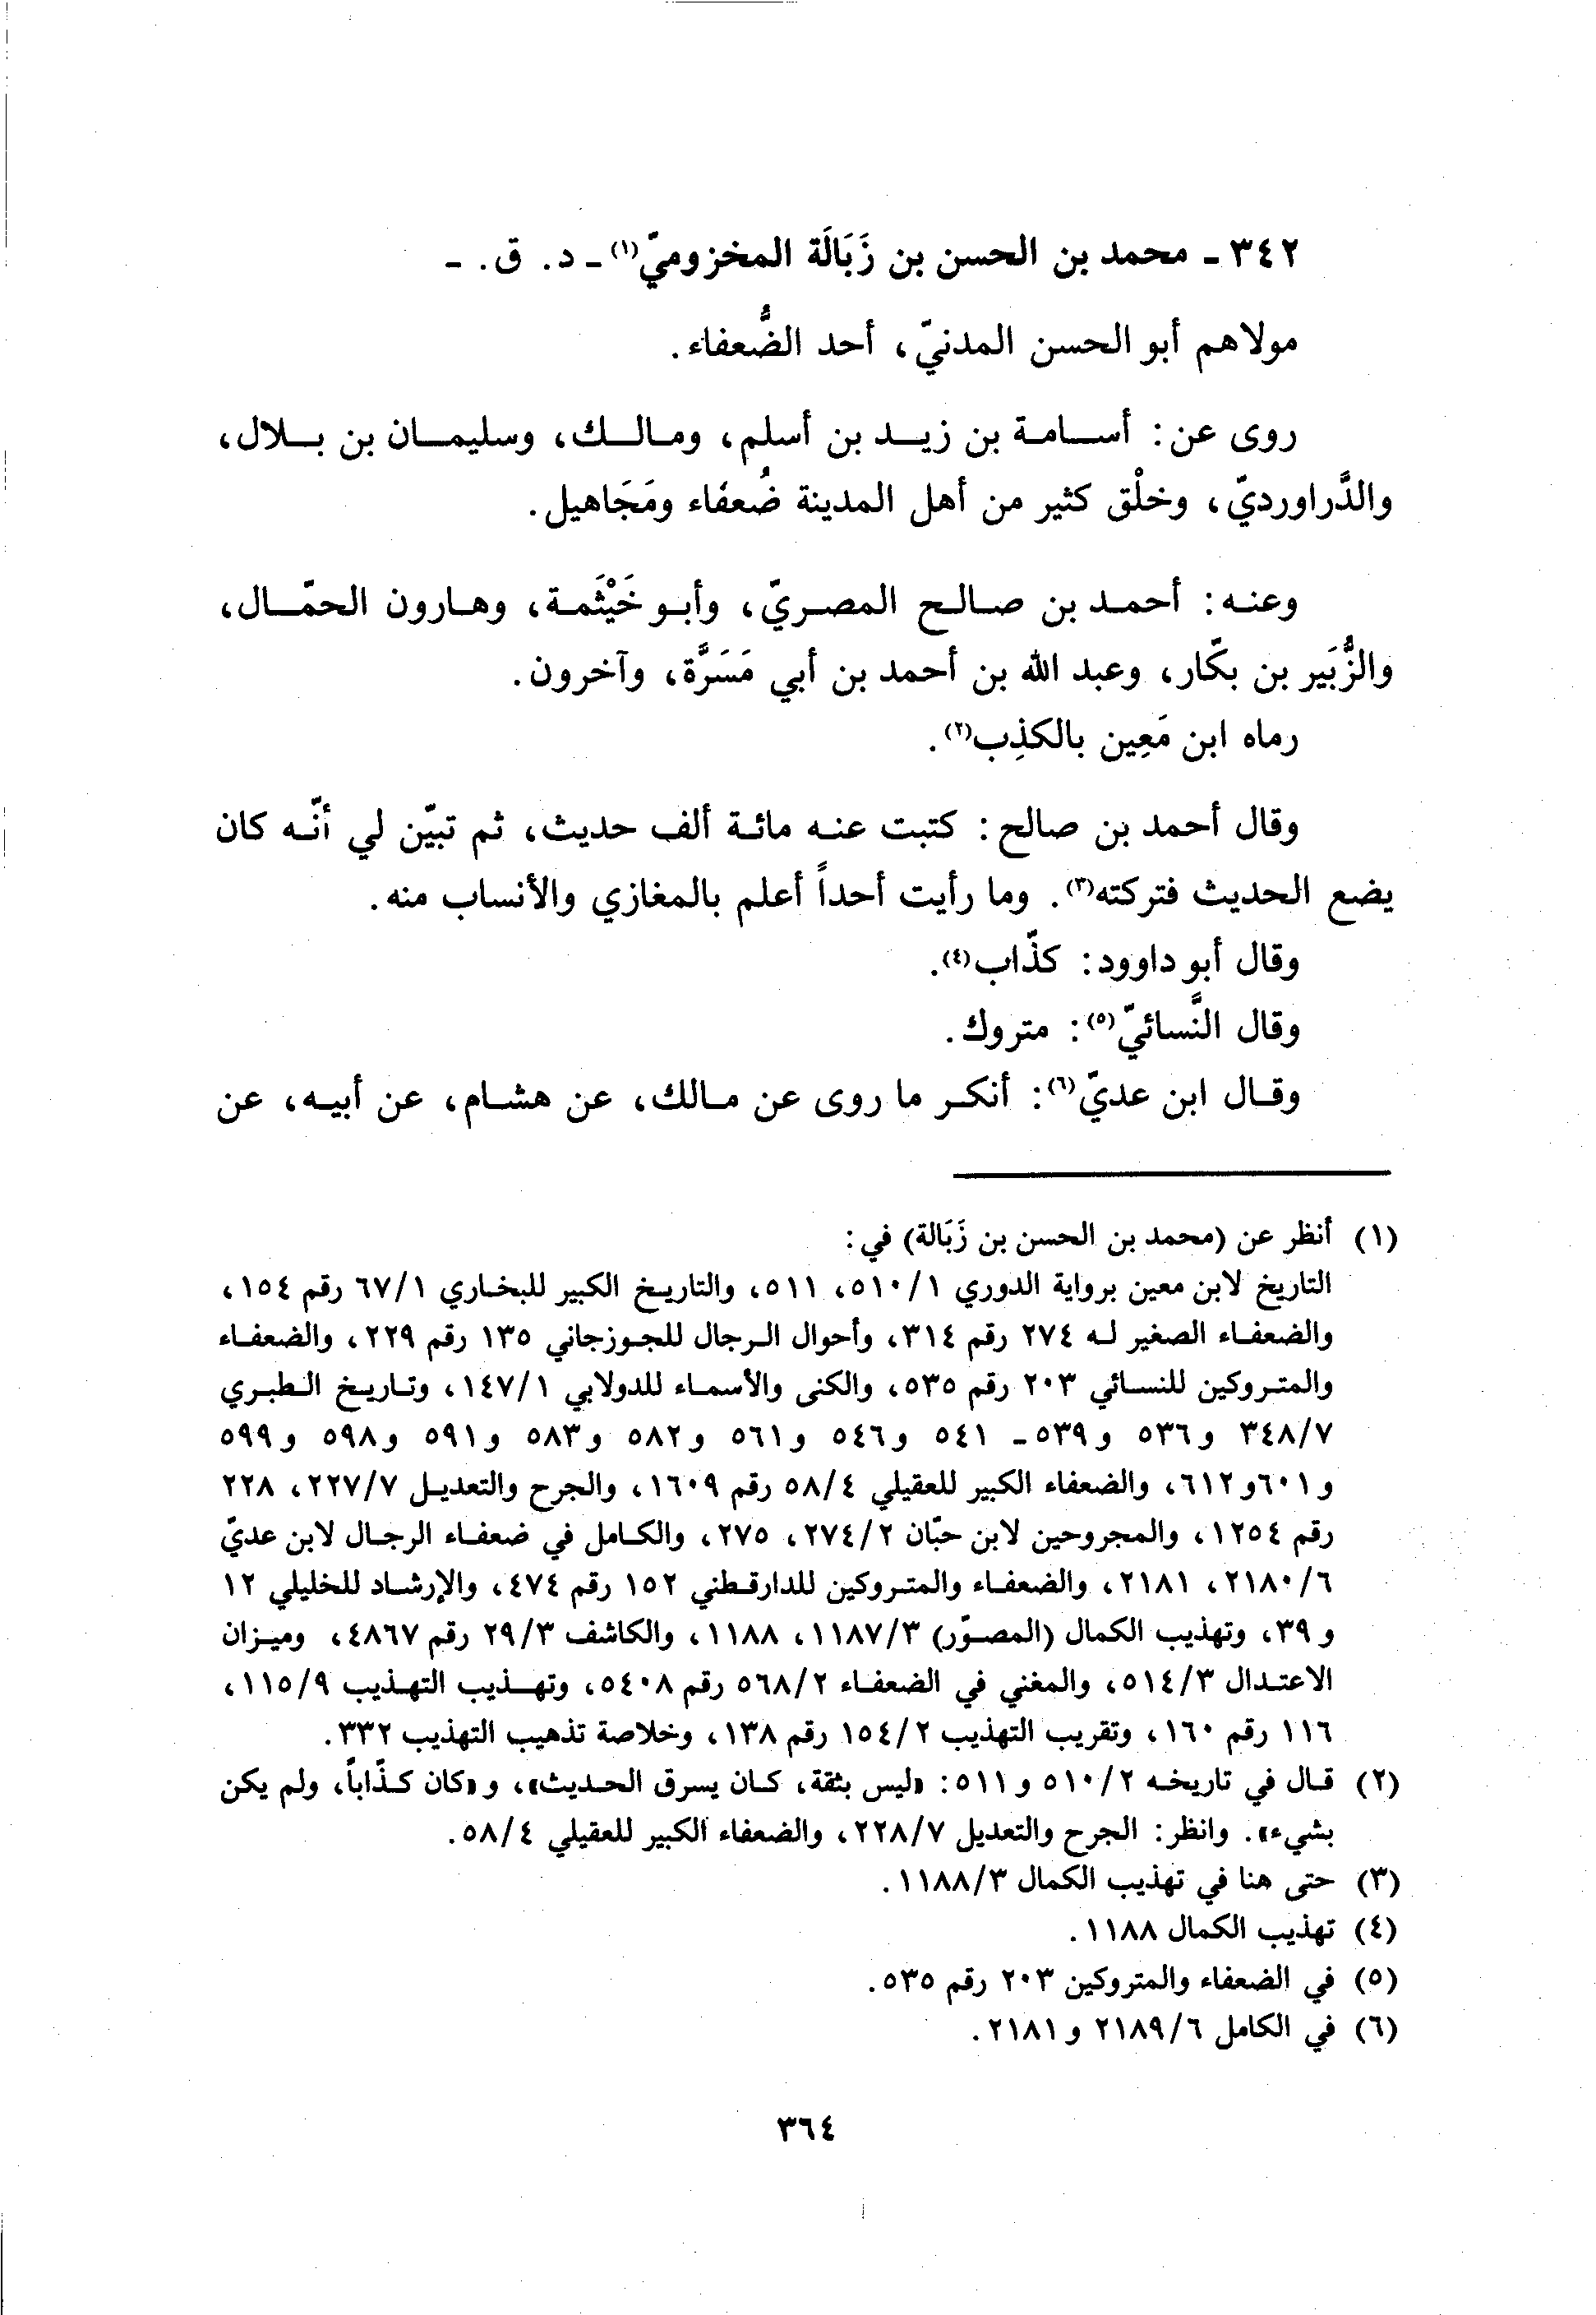 ٣٤٢ - محمد بن الحسن بن زَبَالَة المخزوميّ(١) - د. ق. -
مولاهم أبو الحسن المدنيّ، أحد الضُّعفاء.
روى عن: أسامة بن زيد بن أسلم، ومالك، وسليمان بن بلال،
والدَّراورديّ، وخلْق كثير من أهل المدينة ضُعفاء ومَجَاهيل.
وعنه: أحمد بن صالح المصريّ، وأبو خَيْثَمة، وهارون الحمّال،
والزُّبَير بن بكّار، وعبد الله بن أحمد بن أبي مَسَرَّة، وآخرون.
رماه ابن مَعِين بالكذِب(٢).
وقال أحمد بن صالح: كتبت عنه مائة ألف حديث، ثم تبيّن لي أنّه كان
يضع الحديث فتركته(٣). وما رأيت أحداً أعلم بالمغازي والأنساب منه.
وقال أبو داوود: كذّاب(٤).
وقال النَّسائيّ(٥): متروك.
وقال ابن عديّ(٦): أنكر ما روى عن مالك، عن هشام، عن أبيه، عن
(١) أنظر عن (محمد بن الحسن بن زَبَالة) في:
التاريخ لابن معين برواية الدوري ٥١٠/١، ٥١١، والتاريخ الكبير للبخاري ٦٧/١ رقم ١٥٤،
والضعفاء الصغير له ٢٧٤ رقم ٣١٤، وأحوال الرجال للجوزجاني ١٣٥ رقم ٢٢٩، والضعفاء
والمتروكين للنسائي ٢٠٣ رقم ٥٣٥، والكنى والأسماء للدولابي ١٤٧/١، وتاريخ الطبري
٣٤٨/٧ و٥٣٦ و٥٣٩ - ٥٤١ و٥٤٦ و٥٦١ و٥٨٢ و٥٨٣ و٥٩١ و٥٩٨ و٥٩٩
و٦٠١ و٦١٢، والضعفاء الكبير للعقيلي ٥٨/٤ رقم ١٦٠٩، والجرح والتعديل ٢٢٧/٧، ٢٢٨
رقم ١٢٥٤، والمجروحين لابن حبّان ٢٧٤/٢، ٢٧٥، والكامل في ضعفاء الرجال لابن عديّ
٢١٨٠/٦، ٢١٨١، والضعفاء والمتروكين للدارقطني ١٥٢ رقم ٤٧٤، والإرشاد للخليلي ١٢
و ٣٩، وتهذيب الكمال (المصوّر) ١١٨٧/٣، ١١٨٨، والكاشف ٢٩/٣ رقم ٤٨٦٧، وميزان
الاعتدال ٥١٤/٣، والمغني في الضعفاء ٥٦٨/٢ رقم ٥٤٠٨، وتهذيب التهذيب ١١٥/٩،
١١٦ رقم ١٦٠، وتقريب التهذيب ١٥٤/٢ رقم ١٣٨، وخلاصة تذهيب التهذيب ٣٣٢.
(٢) قال في تاريخه ٥١٠/٢ و ٥١١: «ليس بثقة، كان يسرق الحديث»، و «كان كذّاباً، ولم يكن
بشيء». وانظر: الجرح والتعديل ٢٢٨/٧، والضعفاء الكبير للعقيلي ٥٨/٤.
(٣) حتى هنا في تهذيب الكمال ١١٨٨/٣.
(٤) تهذيب الكمال ١١٨٨.
(٥) في الضعفاء والمتروكين ٢٠٣ رقم ٥٣٥.
(٦) في الكامل ٢١٨٩/٦ و ٢١٨١.
٣٦٤